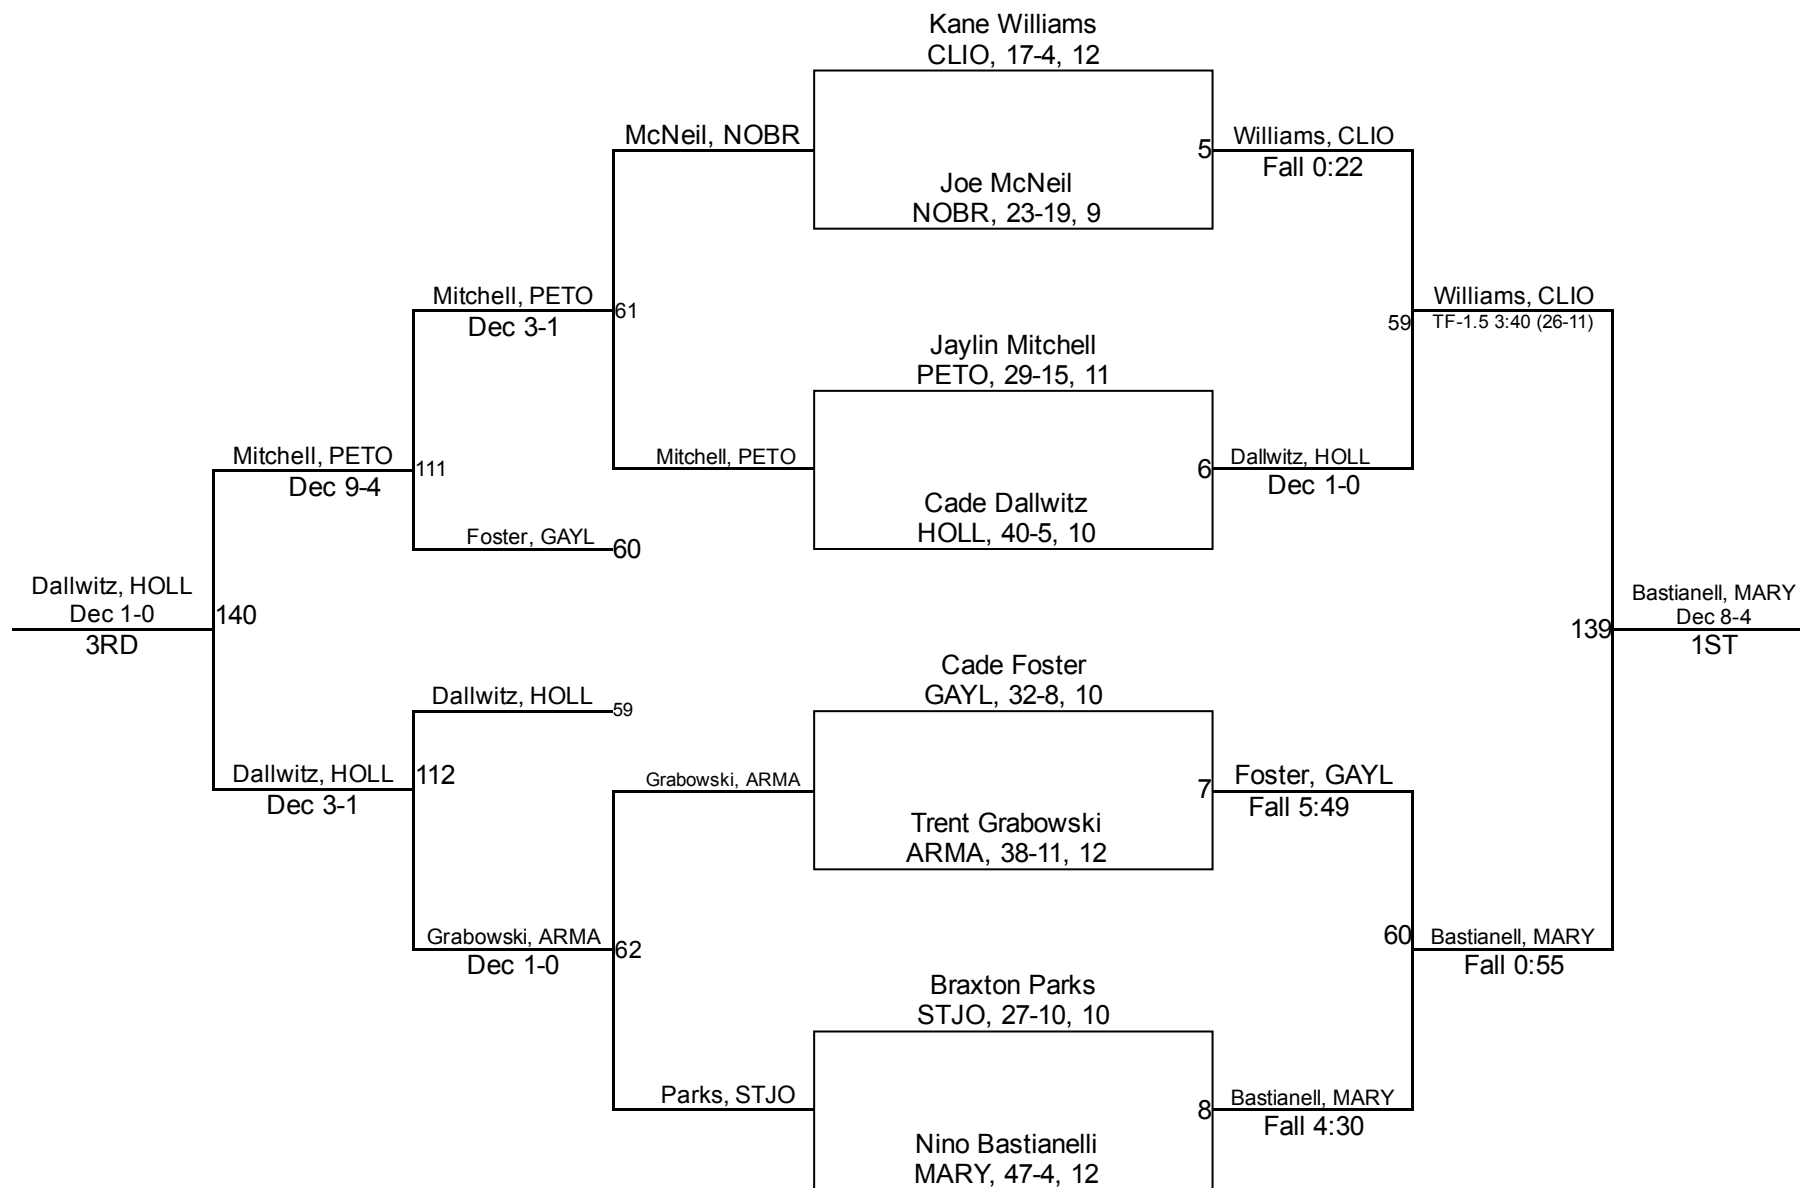 Kane Williams
CLIO, 17-4, 12
McNeil, NOBR
5
Williams, CLIO
Fall 0:22
Joe McNeil
NOBR, 23-19, 9
Mitchell, PETO
Dec 3-1
61
Williams, CLIO
TF-1.5 3:40 (26-11)
59
Jaylin Mitchell
PETO, 29-15, 11
Mitchell, PETO
Dec 9-4
111
Mitchell, PETO
6
Dallwitz, HOLL
Dec 1-0
Cade Dallwitz
HOLL, 40-5, 10
Foster, GAYL
60
Dallwitz, HOLL
Dec 1-0
3RD
140
139
Bastianell, MARY
Dec 8-4
1ST
Cade Foster
GAYL, 32-8, 10
Dallwitz, HOLL
59
Dallwitz, HOLL
Dec 3-1
112
Grabowski, ARMA
7
Foster, GAYL
Fall 5:49
Trent Grabowski
ARMA, 38-11, 12
Grabowski, ARMA
Dec 1-0
62
60
Bastianell, MARY
Fall 0:55
Braxton Parks
STJO, 27-10, 10
Parks, STJO
8
Bastianell, MARY
Fall 4:30
Nino Bastianelli
MARY, 47-4, 12